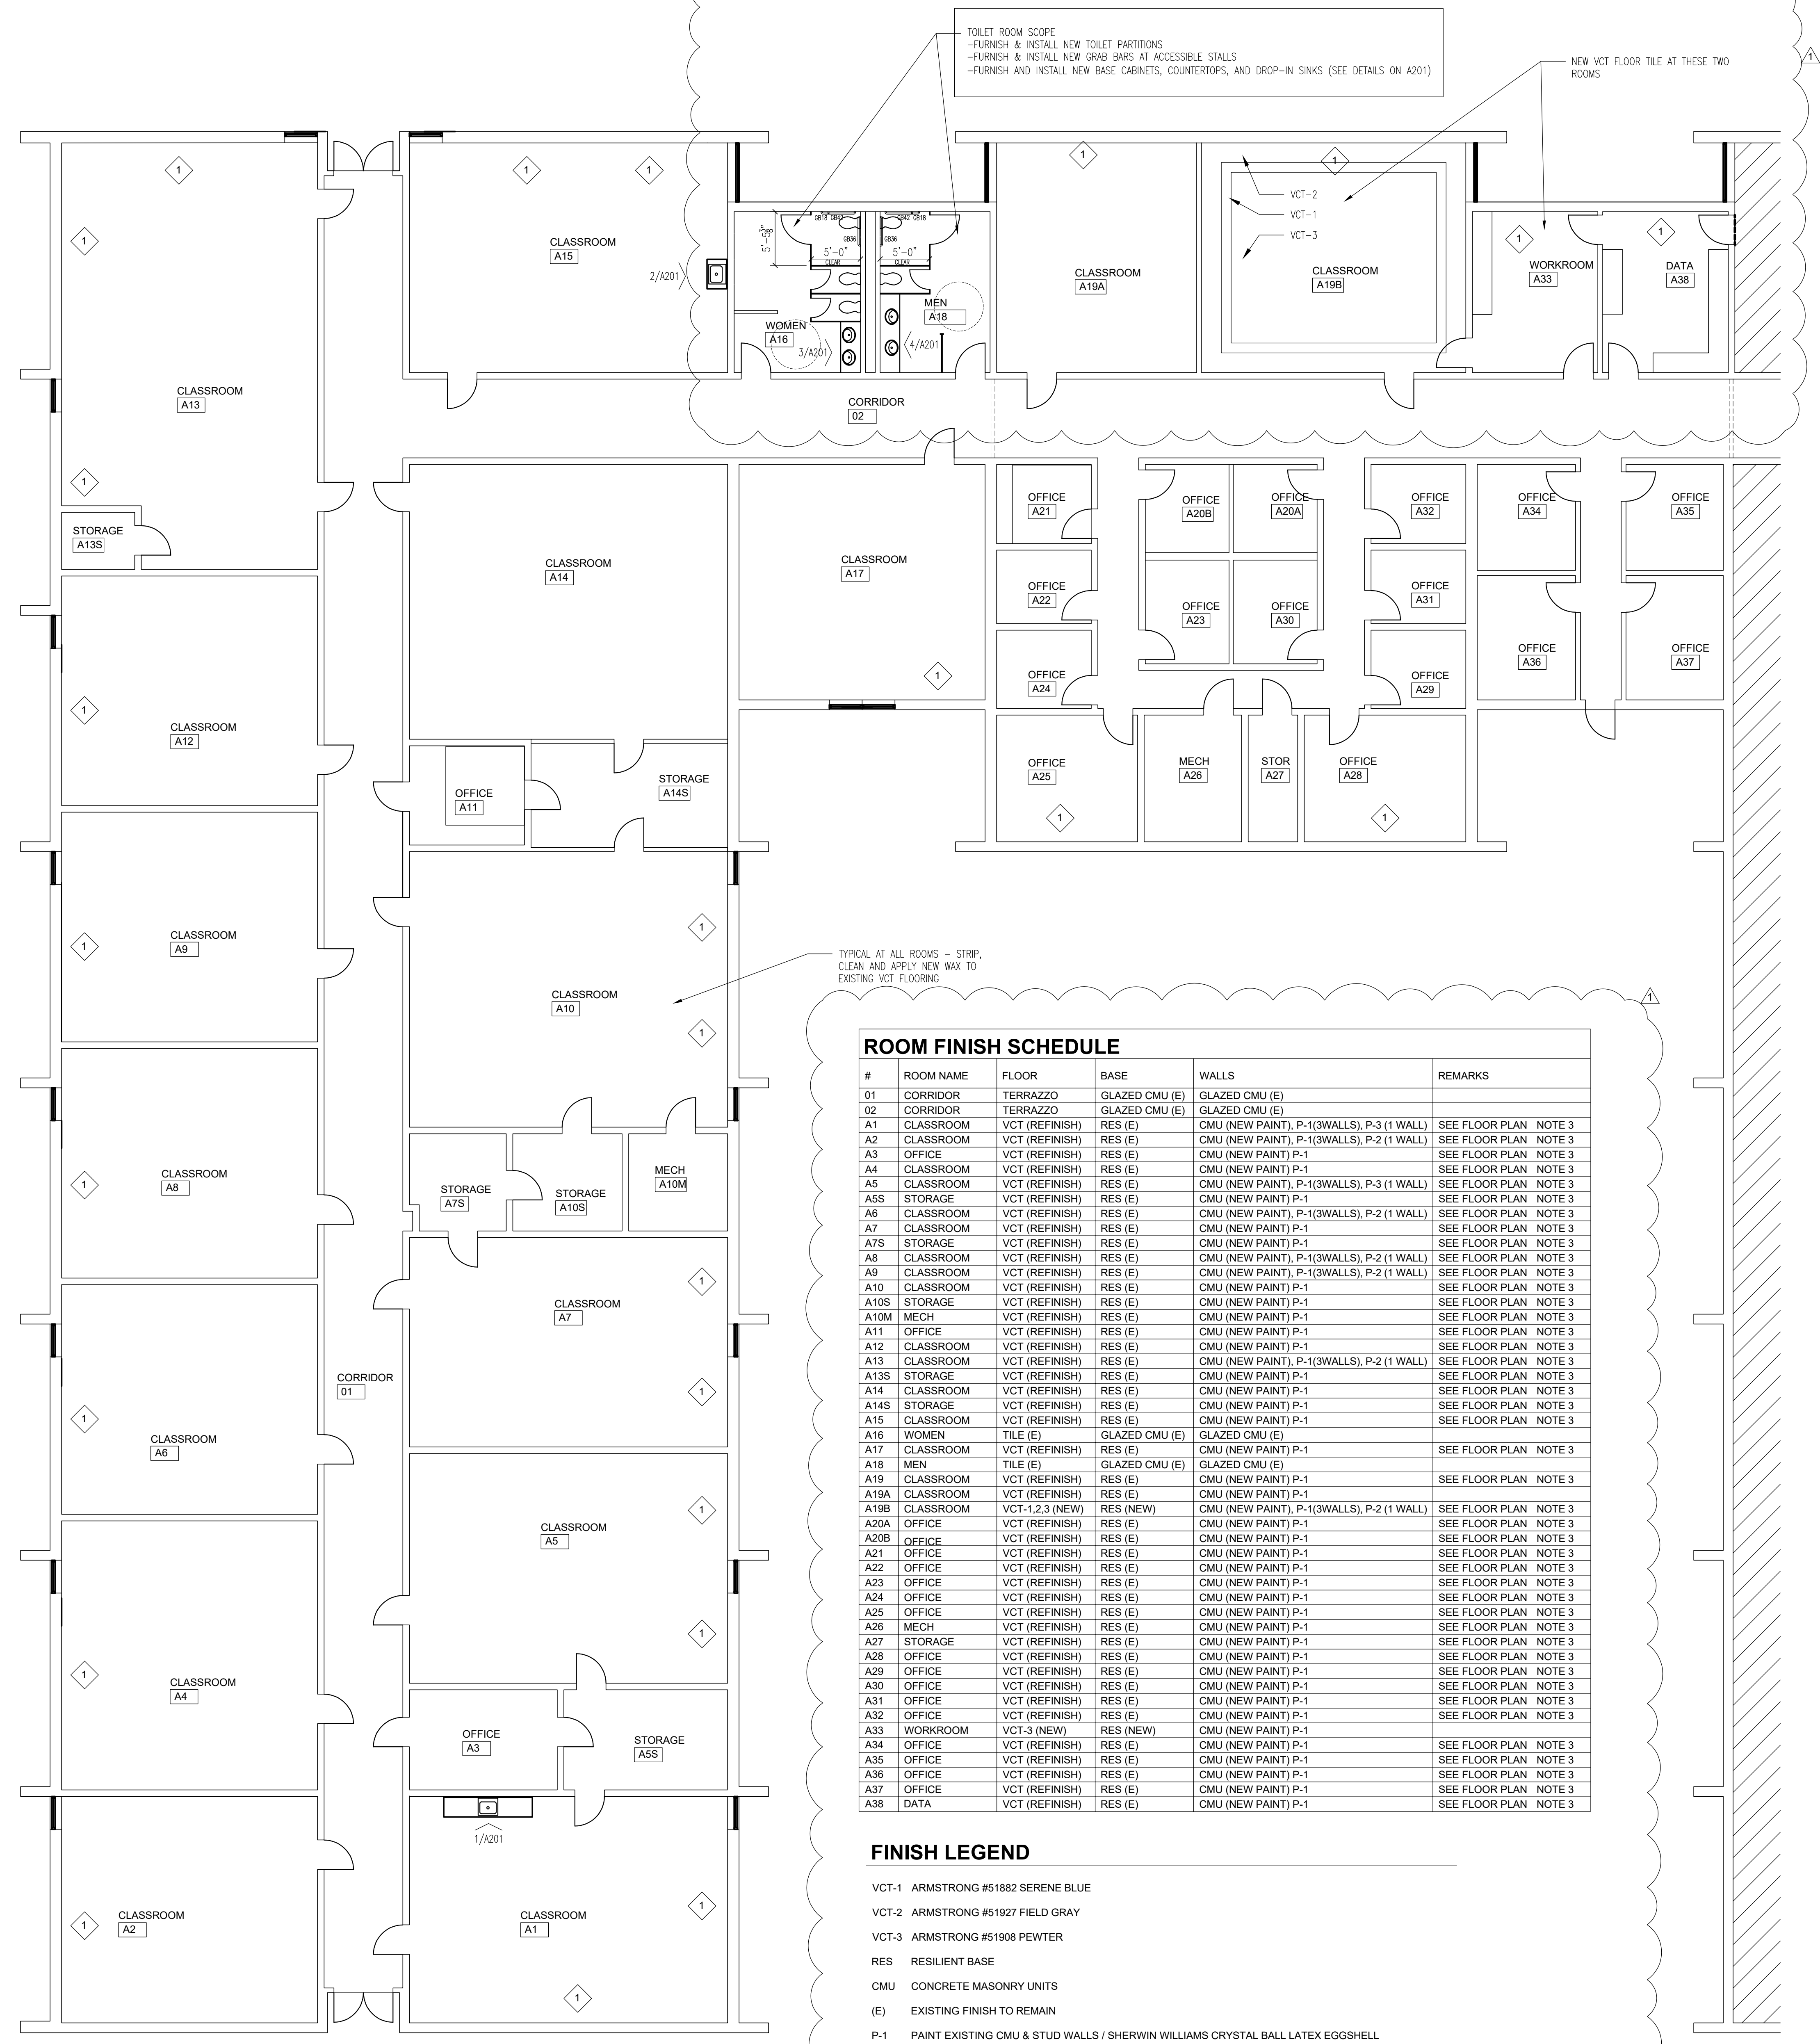 TOILET ROOM SCOPE
-FURNISH & INSTALL NEW TOILET PARTITIONS
-FURNISH & INSTALL NEW GRAB BARS AT ACCESSIBLE STALLS
-FURNISH AND INSTALL NEW BASE CABINETS, COUNTERTOPS, AND DROP-IN SINKS (SEE DETAILS ON A201)
NEW VCT FLOOR TILE AT THESE TWO
ROOMS
1
1
1
1
1
1
1
VCT-2
VCT-1
VCT-3
GB18 GB42
GB42 GB18
GB36
GB36
5'-5⅜"
5'-0"
CLEAR
5'-0"
CLEAR
1
1
1
CLASSROOM
A15
2/A201
CLASSROOM
A19A
CLASSROOM
A19B
WORKROOM
A33
DATA
A38
MEN
A18
WOMEN
A16
3/A201
4/A201
CLASSROOM
A13
CORRIDOR
02
1
STORAGE
A13S
CLASSROOM
A14
CLASSROOM
A17
1
OFFICE
A21
OFFICE
A20B
OFFICE
A20A
OFFICE
A32
OFFICE
A34
OFFICE
A35
OFFICE
A22
OFFICE
A23
OFFICE
A30
OFFICE
A31
OFFICE
A24
OFFICE
A29
OFFICE
A36
OFFICE
A37
1
CLASSROOM
A12
OFFICE
A11
STORAGE
A14S
OFFICE
A25
MECH
A26
STOR
A27
OFFICE
A28
1
1
1
CLASSROOM
A9
1
CLASSROOM
A10
1
TYPICAL AT ALL ROOMS - STRIP,
CLEAN AND APPLY NEW WAX TO
EXISTING VCT FLOORING
1
1
CLASSROOM
A8
STORAGE
A7S
STORAGE
A10S
MECH
A10M
1
CLASSROOM
A7
1
CORRIDOR
01
1
CLASSROOM
A6
1
CLASSROOM
A5
1
1
CLASSROOM
A4
OFFICE
A3
STORAGE
A5S
1/A201
1
CLASSROOM
A2
CLASSROOM
A1
1
1
ROOM FINISH SCHEDULE
# ROOM NAME FLOOR BASE WALLS REMARKS
01 CORRIDOR TERRAZZO GLAZED CMU (E) GLAZED CMU (E)
02 CORRIDOR TERRAZZO GLAZED CMU (E) GLAZED CMU (E)
A1 CLASSROOM VCT (REFINISH) RES (E) CMU (NEW PAINT), P-1(3WALLS), P-3 (1 WALL) SEE FLOOR PLAN NOTE 3
A2 CLASSROOM VCT (REFINISH) RES (E) CMU (NEW PAINT), P-1(3WALLS), P-2 (1 WALL) SEE FLOOR PLAN NOTE 3
A3 OFFICE VCT (REFINISH) RES (E) CMU (NEW PAINT) P-1 SEE FLOOR PLAN NOTE 3
A4 CLASSROOM VCT (REFINISH) RES (E) CMU (NEW PAINT) P-1 SEE FLOOR PLAN NOTE 3
A5 CLASSROOM VCT (REFINISH) RES (E) CMU (NEW PAINT), P-1(3WALLS), P-3 (1 WALL) SEE FLOOR PLAN NOTE 3
A5S STORAGE VCT (REFINISH) RES (E) CMU (NEW PAINT) P-1 SEE FLOOR PLAN NOTE 3
A6 CLASSROOM VCT (REFINISH) RES (E) CMU (NEW PAINT), P-1(3WALLS), P-2 (1 WALL) SEE FLOOR PLAN NOTE 3
A7 CLASSROOM VCT (REFINISH) RES (E) CMU (NEW PAINT) P-1 SEE FLOOR PLAN NOTE 3
A7S STORAGE VCT (REFINISH) RES (E) CMU (NEW PAINT) P-1 SEE FLOOR PLAN NOTE 3
A8 CLASSROOM VCT (REFINISH) RES (E) CMU (NEW PAINT), P-1(3WALLS), P-2 (1 WALL) SEE FLOOR PLAN NOTE 3
A9 CLASSROOM VCT (REFINISH) RES (E) CMU (NEW PAINT), P-1(3WALLS), P-2 (1 WALL) SEE FLOOR PLAN NOTE 3
A10 CLASSROOM VCT (REFINISH) RES (E) CMU (NEW PAINT) P-1 SEE FLOOR PLAN NOTE 3
A10S STORAGE VCT (REFINISH) RES (E) CMU (NEW PAINT) P-1 SEE FLOOR PLAN NOTE 3
A10M MECH VCT (REFINISH) RES (E) CMU (NEW PAINT) P-1 SEE FLOOR PLAN NOTE 3
A11 OFFICE VCT (REFINISH) RES (E) CMU (NEW PAINT) P-1 SEE FLOOR PLAN NOTE 3
A12 CLASSROOM VCT (REFINISH) RES (E) CMU (NEW PAINT) P-1 SEE FLOOR PLAN NOTE 3
A13 CLASSROOM VCT (REFINISH) RES (E) CMU (NEW PAINT), P-1(3WALLS), P-2 (1 WALL) SEE FLOOR PLAN NOTE 3
A13S STORAGE VCT (REFINISH) RES (E) CMU (NEW PAINT) P-1 SEE FLOOR PLAN NOTE 3
A14 CLASSROOM VCT (REFINISH) RES (E) CMU (NEW PAINT) P-1 SEE FLOOR PLAN NOTE 3
A14S STORAGE VCT (REFINISH) RES (E) CMU (NEW PAINT) P-1 SEE FLOOR PLAN NOTE 3
A15 CLASSROOM VCT (REFINISH) RES (E) CMU (NEW PAINT) P-1 SEE FLOOR PLAN NOTE 3
A16 WOMEN TILE (E) GLAZED CMU (E) GLAZED CMU (E)
A17 CLASSROOM VCT (REFINISH) RES (E) CMU (NEW PAINT) P-1 SEE FLOOR PLAN NOTE 3
A18 MEN TILE (E) GLAZED CMU (E) GLAZED CMU (E)
A19 CLASSROOM VCT (REFINISH) RES (E) CMU (NEW PAINT) P-1 SEE FLOOR PLAN NOTE 3
A19A CLASSROOM VCT (REFINISH) RES (E) CMU (NEW PAINT) P-1
A19B CLASSROOM VCT-1,2,3 (NEW) RES (NEW) CMU (NEW PAINT), P-1(3WALLS), P-2 (1 WALL) SEE FLOOR PLAN NOTE 3
A20A OFFICE VCT (REFINISH) RES (E) CMU (NEW PAINT) P-1 SEE FLOOR PLAN NOTE 3
A20B OFFICE VCT (REFINISH) RES (E) CMU (NEW PAINT) P-1 SEE FLOOR PLAN NOTE 3
A21 OFFICE VCT (REFINISH) RES (E) CMU (NEW PAINT) P-1 SEE FLOOR PLAN NOTE 3
A22 OFFICE VCT (REFINISH) RES (E) CMU (NEW PAINT) P-1 SEE FLOOR PLAN NOTE 3
A23 OFFICE VCT (REFINISH) RES (E) CMU (NEW PAINT) P-1 SEE FLOOR PLAN NOTE 3
A24 OFFICE VCT (REFINISH) RES (E) CMU (NEW PAINT) P-1 SEE FLOOR PLAN NOTE 3
A25 OFFICE VCT (REFINISH) RES (E) CMU (NEW PAINT) P-1 SEE FLOOR PLAN NOTE 3
A26 MECH VCT (REFINISH) RES (E) CMU (NEW PAINT) P-1 SEE FLOOR PLAN NOTE 3
A27 STORAGE VCT (REFINISH) RES (E) CMU (NEW PAINT) P-1 SEE FLOOR PLAN NOTE 3
A28 OFFICE VCT (REFINISH) RES (E) CMU (NEW PAINT) P-1 SEE FLOOR PLAN NOTE 3
A29 OFFICE VCT (REFINISH) RES (E) CMU (NEW PAINT) P-1 SEE FLOOR PLAN NOTE 3
A30 OFFICE VCT (REFINISH) RES (E) CMU (NEW PAINT) P-1 SEE FLOOR PLAN NOTE 3
A31 OFFICE VCT (REFINISH) RES (E) CMU (NEW PAINT) P-1 SEE FLOOR PLAN NOTE 3
A32 OFFICE VCT (REFINISH) RES (E) CMU (NEW PAINT) P-1 SEE FLOOR PLAN NOTE 3
A33 WORKROOM VCT-3 (NEW) RES (NEW) CMU (NEW PAINT) P-1
A34 OFFICE VCT (REFINISH) RES (E) CMU (NEW PAINT) P-1 SEE FLOOR PLAN NOTE 3
A35 OFFICE VCT (REFINISH) RES (E) CMU (NEW PAINT) P-1 SEE FLOOR PLAN NOTE 3
A36 OFFICE VCT (REFINISH) RES (E) CMU (NEW PAINT) P-1 SEE FLOOR PLAN NOTE 3
A37 OFFICE VCT (REFINISH) RES (E) CMU (NEW PAINT) P-1 SEE FLOOR PLAN NOTE 3
A38 DATA VCT (REFINISH) RES (E) CMU (NEW PAINT) P-1 SEE FLOOR PLAN NOTE 3
FINISH LEGEND
VCT-1 ARMSTRONG #51882 SERENE BLUE
VCT-2 ARMSTRONG #51927 FIELD GRAY
VCT-3 ARMSTRONG #51908 PEWTER
RES RESILIENT BASE
CMU CONCRETE MASONRY UNITS
(E) EXISTING FINISH TO REMAIN
P-1 PAINT EXISTING CMU & STUD WALLS / SHERWIN WILLIAMS CRYSTAL BALL LATEX EGGSHELL